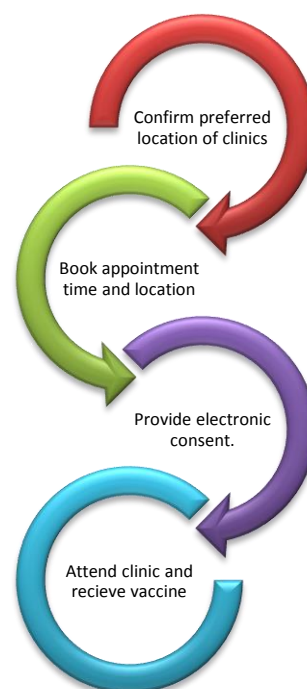 Confirm preferred
location of clinics
Book appointment
time and location
Provide electronic
consent.
Attend clinic and
recieve vaccine